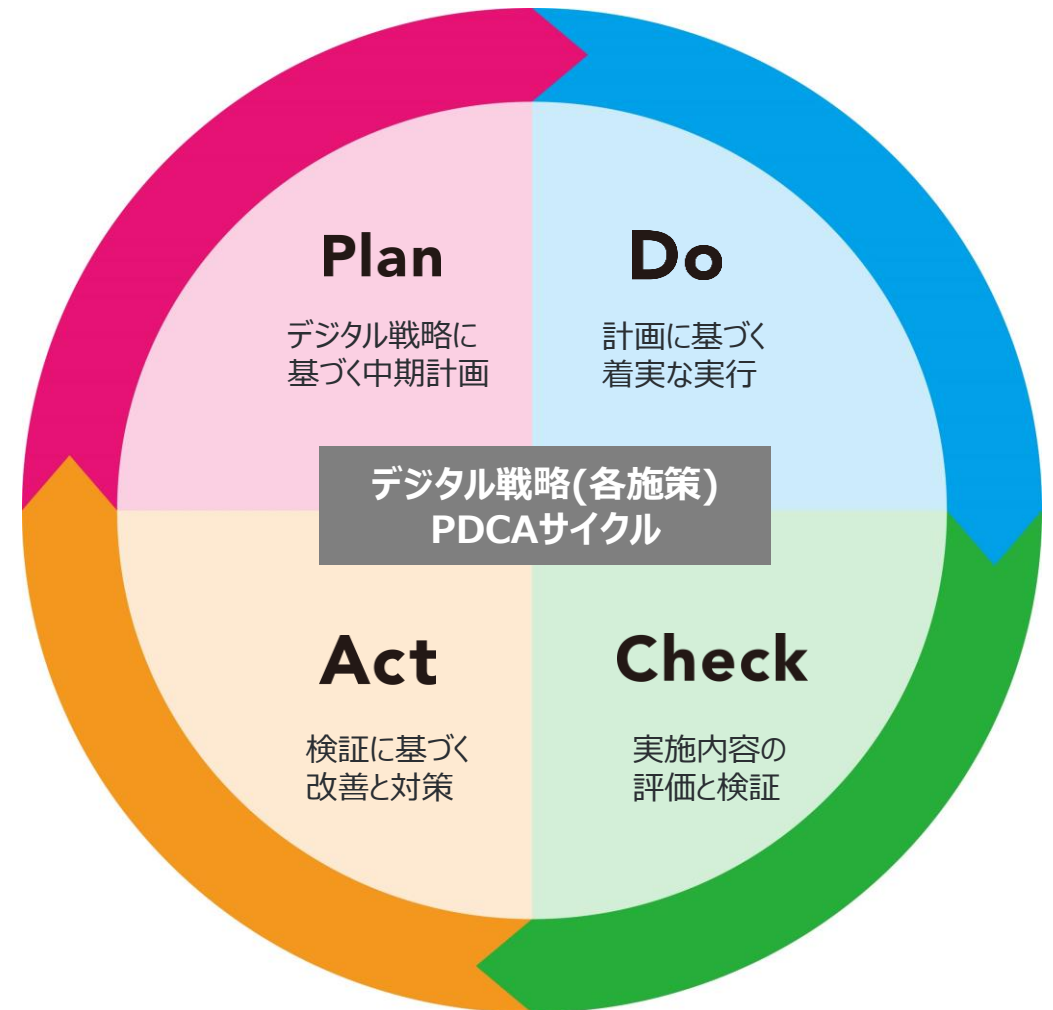 Plan
デジタル戦略に
基づく中期計画
Do
計画に基づく
着実な実行
デジタル戦略(各施策)
PDCAサイクル
Act
検証に基づく
改善と対策
Check
実施内容の
評価と検証